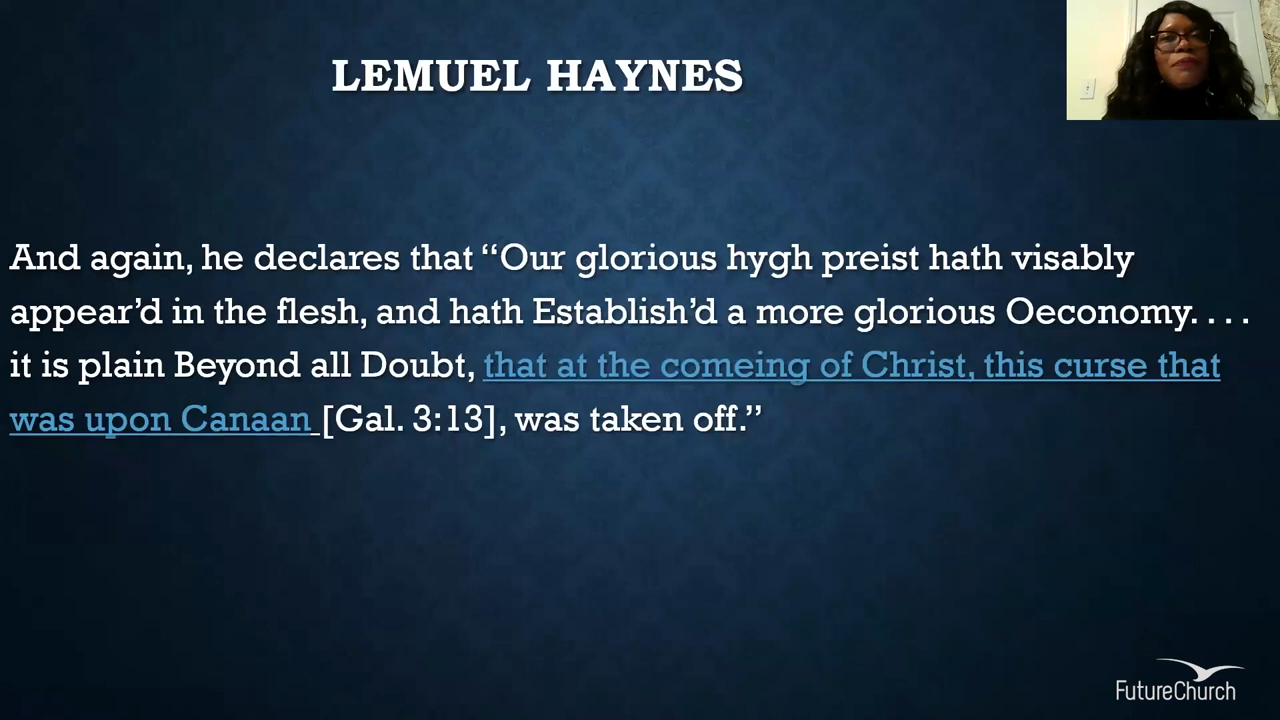 LEMUEL HAYNES
And again, he declares that “Our glorious hygh preist hath visably
appear’d in the flesh, and hath Establish’d a more glorious Oeconomy. . . .
it is plain Beyond all Doubt, that at the comeing of Christ, this curse that
was upon Canaan [Gal. 3:13], was taken off.”
FutureChurch